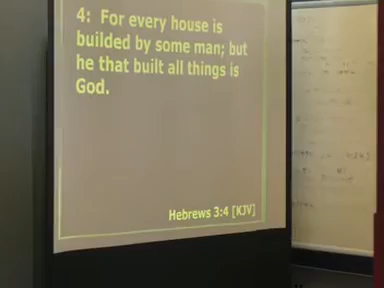 4: For every house is
builded by some man; but
he that built all things is
God.
Hebrews 3:4 [KJV]